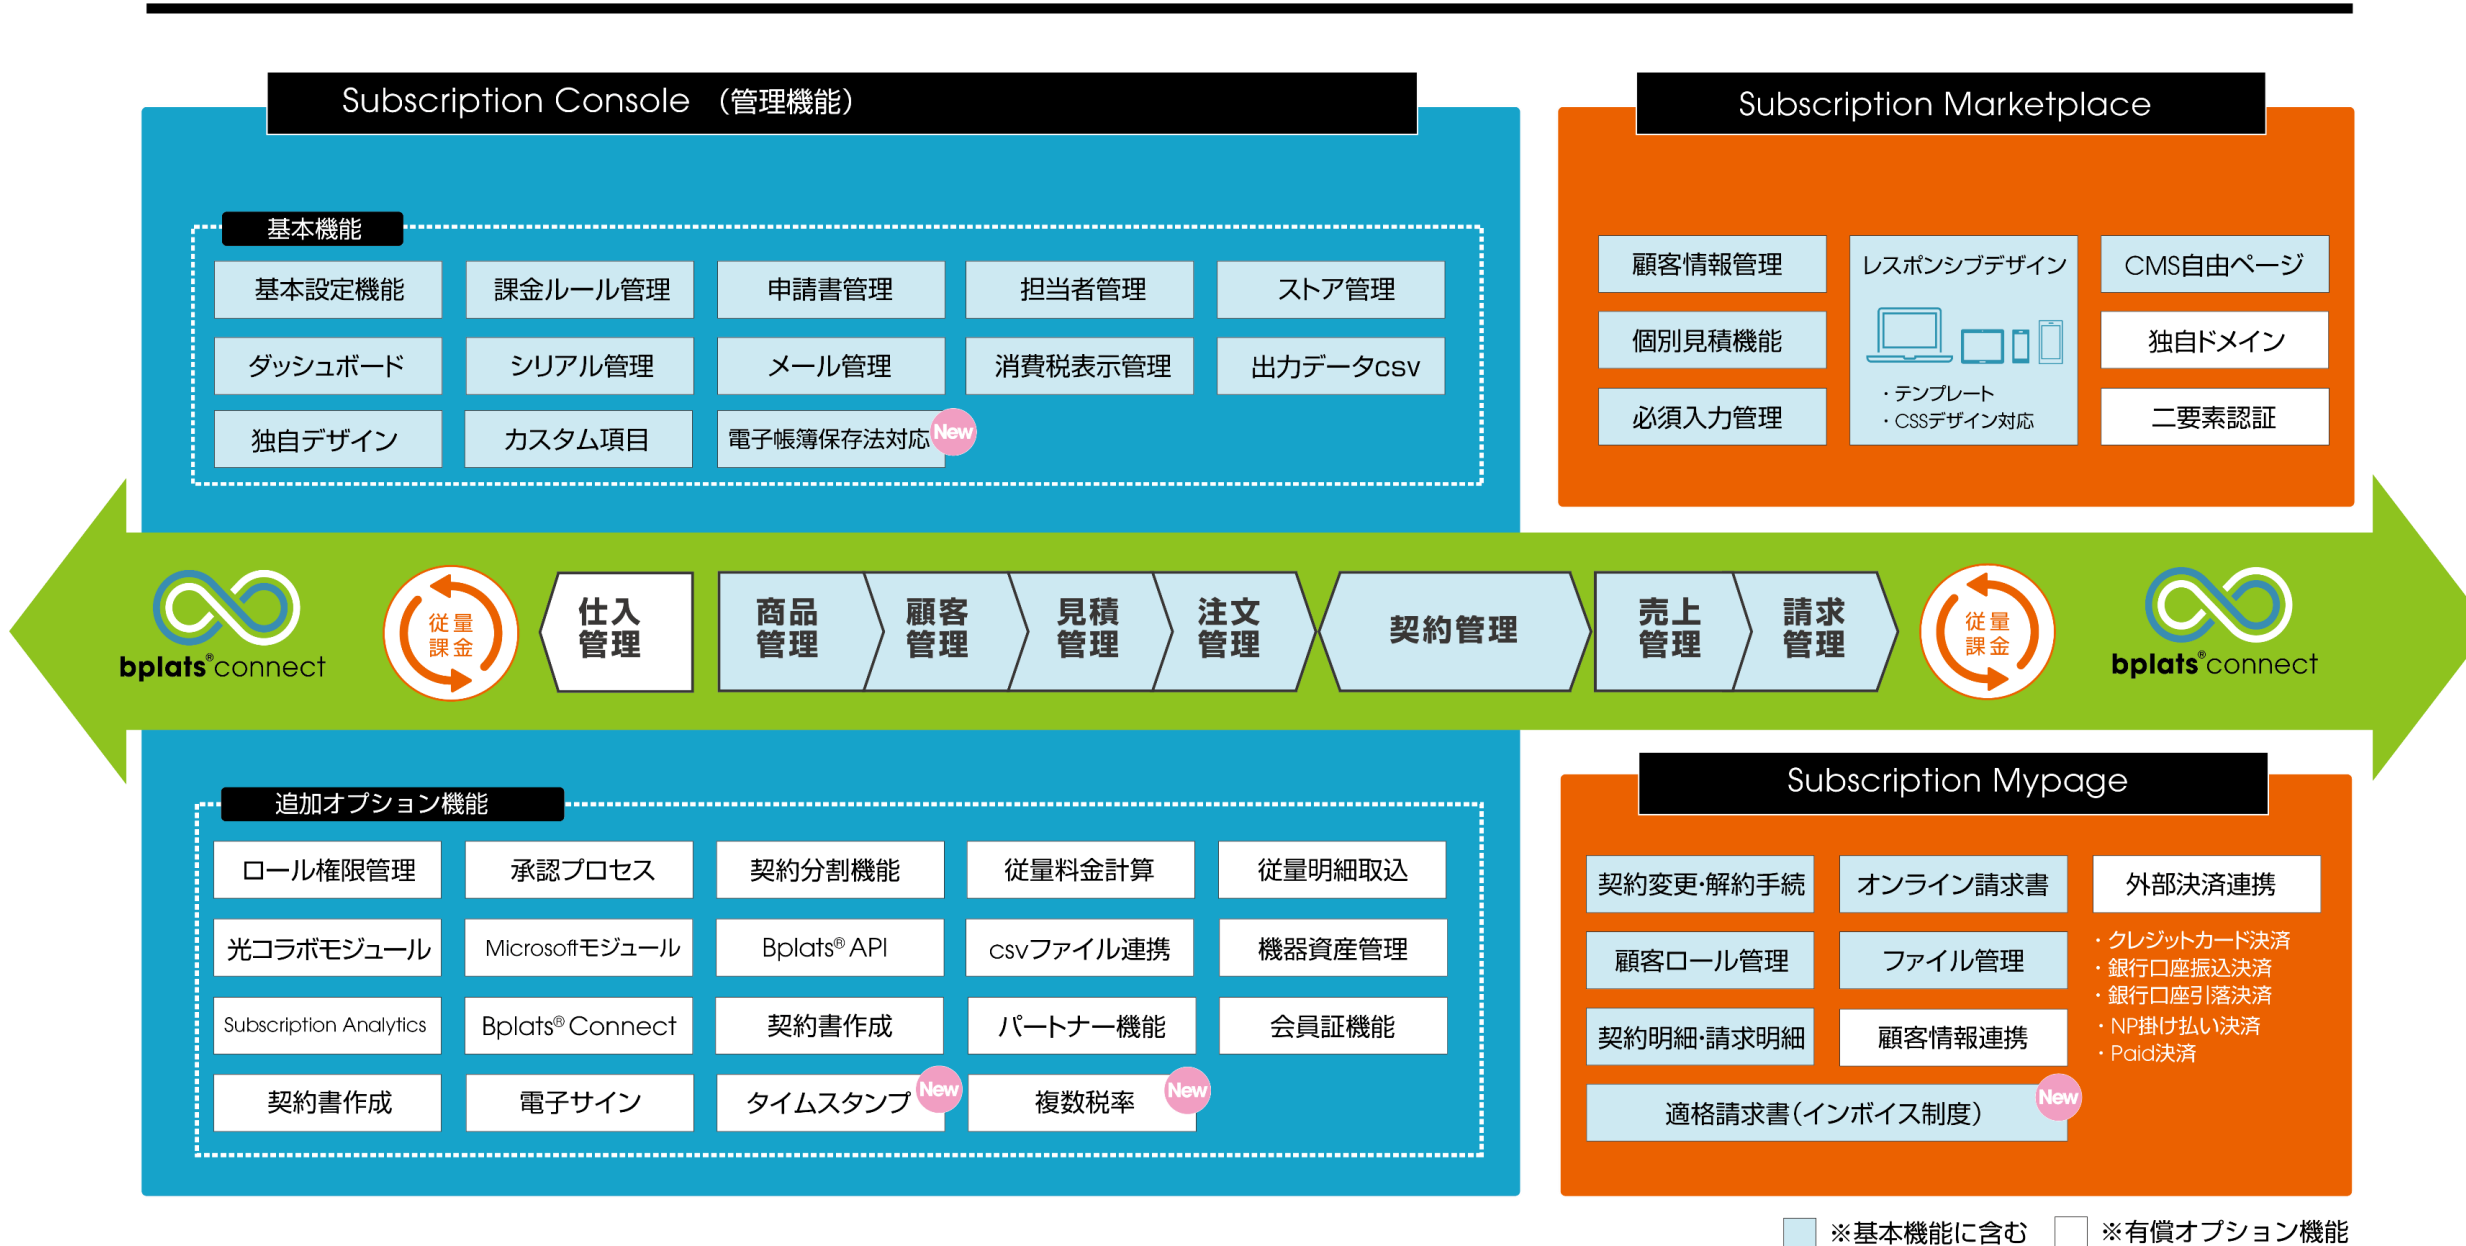 Subscription Console （管理機能）
基本機能
基本設定機能
課金ルール管理
申請書管理
担当者管理
ストア管理
ダッシュボード
シリアル管理
メール管理
消費税表示管理
出力データcsv
独自デザイン
カスタム項目
電子帳簿保存法対応
New
Subscription Marketplace
顧客情報管理
個別見積機能
必須入力管理
レスポンシブデザイン
・テンプレート
・CSSデザイン対応
CMS自由ページ
独自ドメイン
二要素認証
bplats®connect
従量
課金
仕入
管理
商品
管理
顧客
管理
見積
管理
注文
管理
契約管理
売上
管理
請求
管理
従量
課金
bplats®connect
追加オプション機能
ロール権限管理
承認プロセス
契約分割機能
従量料金計算
従量明細取込
光コラボモジュール
Microsoftモジュール
Bplats® API
csvファイル連携
機器資産管理
Subscription Analytics
Bplats® Connect
契約書作成
パートナー機能
会員証機能
契約書作成
電子サイン
タイムスタンプ
New
複数税率
New
Subscription Mypage
契約変更・解約手続
オンライン請求書
外部決済連携
顧客ロール管理
ファイル管理
契約明細・請求明細
顧客情報連携
・クレジットカード決済
・銀行口座振込決済
・銀行口座引落決済
・NP掛け払い決済
・Paid決済
適格請求書（インボイス制度）
New
※基本機能に含む
※有償オプション機能